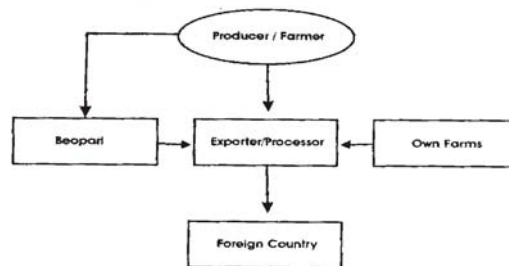 Producer / Farmer
Beopari
Exporter/Processor
Own Farms
Foreign Country